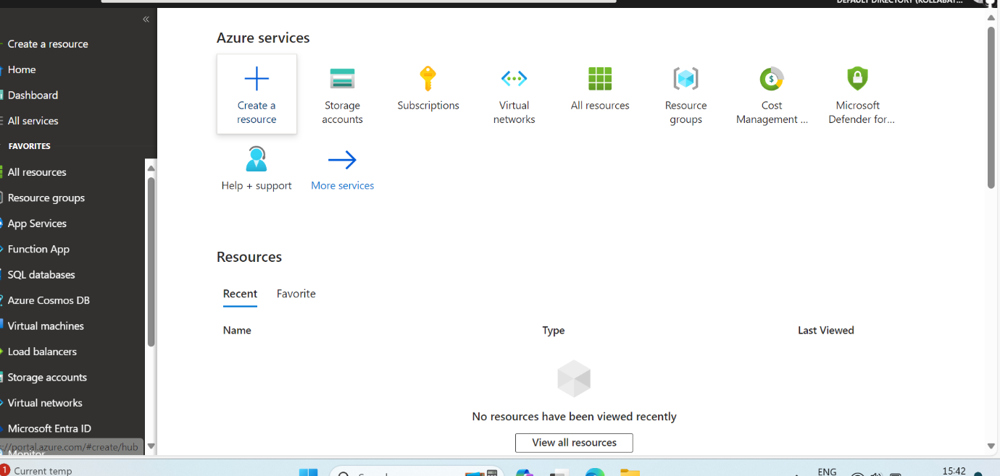 DEFAULT DIRECTORY (KOLLABAT...
«
Create a resource
Home
Dashboard
All services
FAVORITES
All resources
Resource groups
App Services
Function App
SQL databases
Azure Cosmos DB
Virtual machines
Load balancers
Storage accounts
Virtual networks
Microsoft Entra ID
Monitor
://portal.azure.com/#create/hub
Azure services
Create a
resource
Storage
accounts
Subscriptions
Virtual
networks
All resources
Resource
groups
Cost
Management ...
Microsoft
Defender for...
Help + support
More services
Resources
Recent Favorite
Name Type Last Viewed
No resources have been viewed recently
View all resources
1 Current temp
ENG
15:42